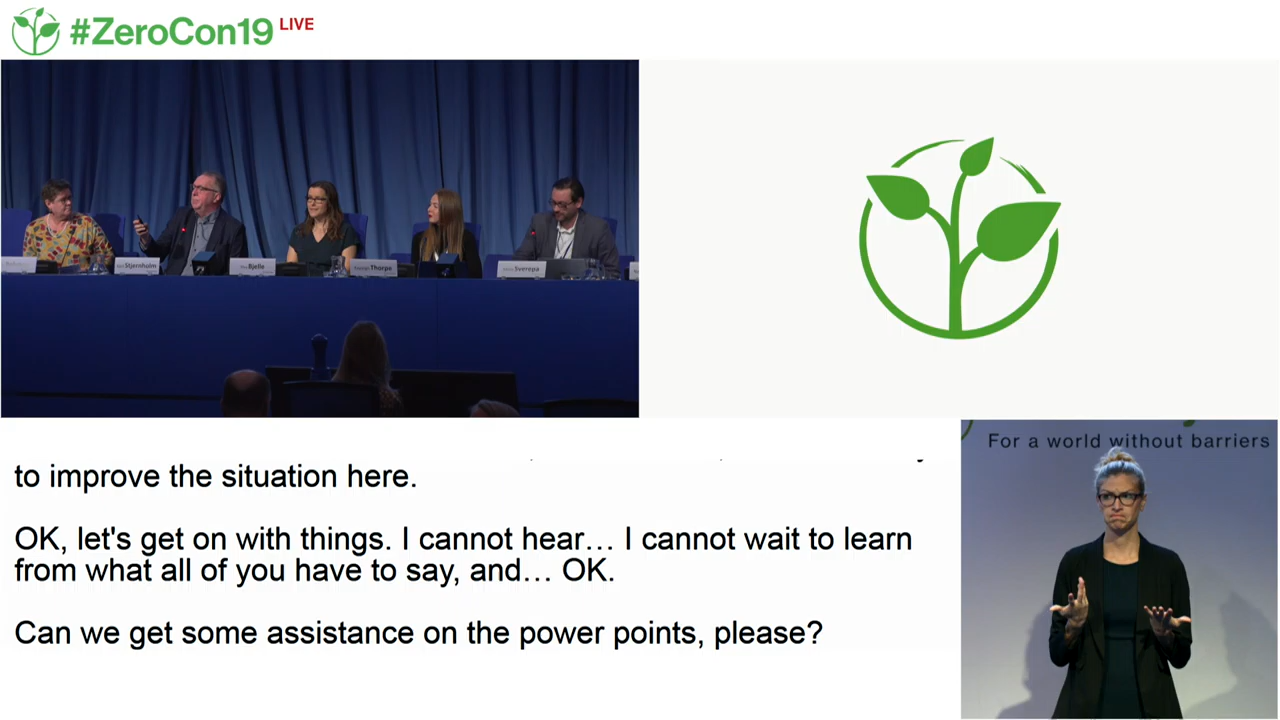 #ZeroCon19 LIVE
Stjernholm
Bjelle
Thorpe
Sverepa
to improve the situation here.
OK, let's get on with things. I cannot hear… I cannot wait to learn
from what all of you have to say, and… OK.
Can we get some assistance on the power points, please?
For a world without barriers